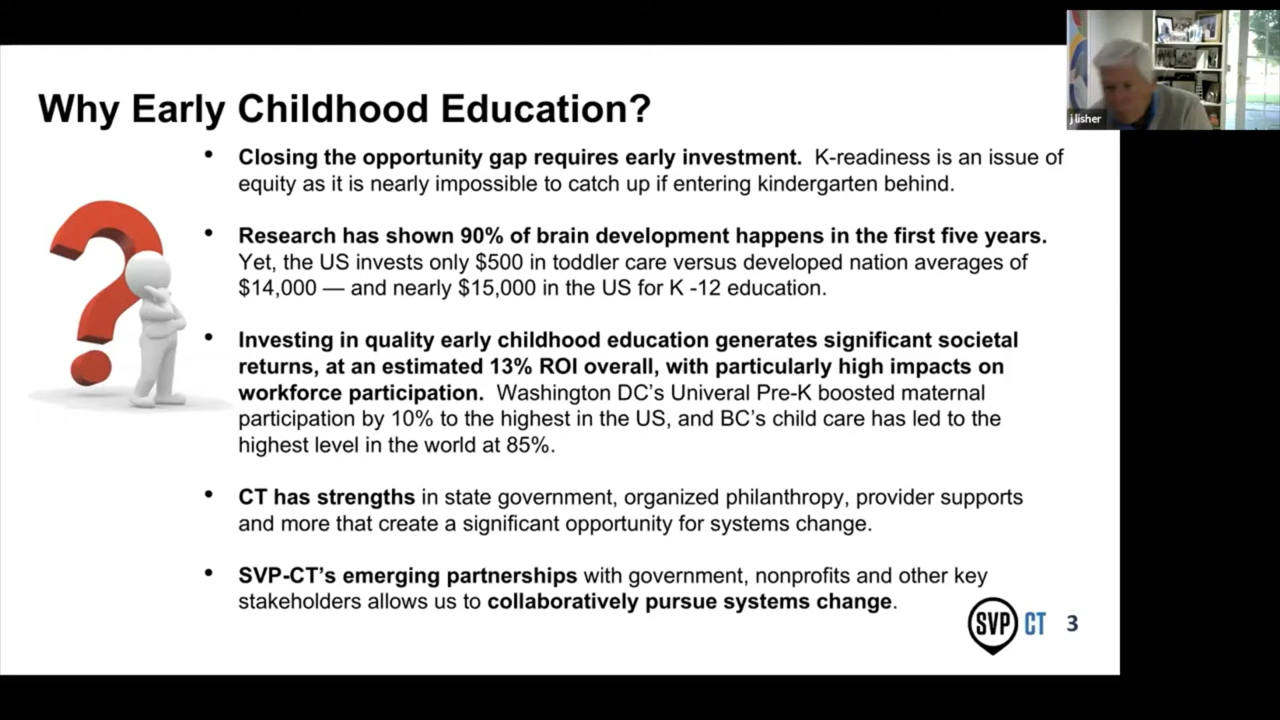 Why Early Childhood Education?
j lisher
• Closing the opportunity gap requires early investment. K-readiness is an issue of
equity as it is nearly impossible to catch up if entering kindergarten behind.
• Research has shown 90% of brain development happens in the first five years.
Yet, the US invests only $500 in toddler care versus developed nation averages of
$14,000 — and nearly $15,000 in the US for K -12 education.
• Investing in quality early childhood education generates significant societal
returns, at an estimated 13% ROI overall, with particularly high impacts on
workforce participation. Washington DC's Univeral Pre-K boosted maternal
participation by 10% to the highest in the US, and BC's child care has led to the
highest level in the world at 85%.
• CT has strengths in state government, organized philanthropy, provider supports
and more that create a significant opportunity for systems change.
• SVP-CT's emerging partnerships with government, nonprofits and other key
stakeholders allows us to collaboratively pursue systems change.
SVP CT 3